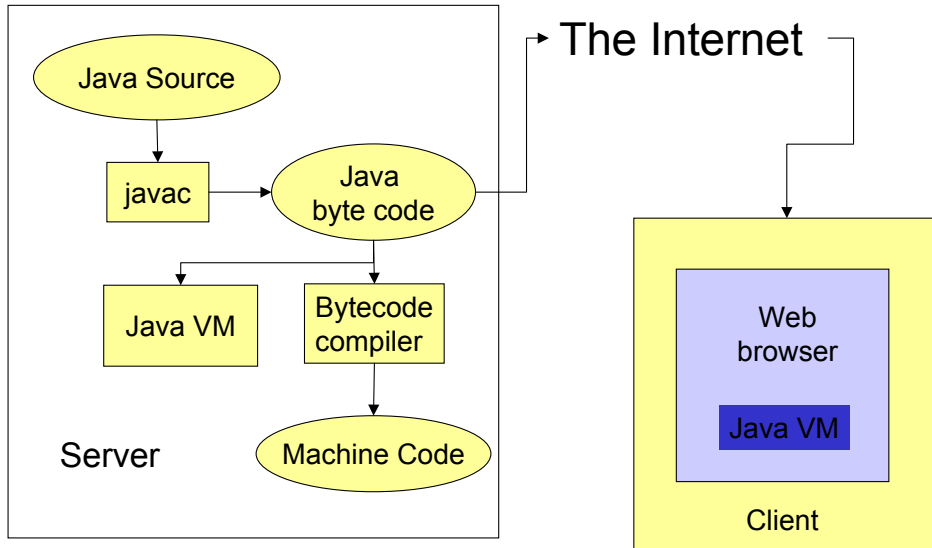 The Internet
Java Source
javac
Java
byte code
Java VM
Bytecode
compiler
Machine Code
Server
Web
browser
Java VM
Client